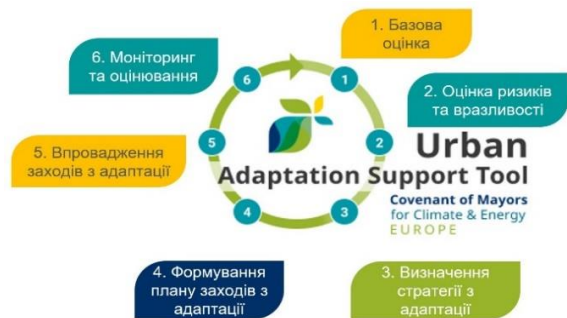 1. Базова
оцінка
6. Моніторинг
та оцінювання
6
1
2. Оцінка ризиків
та вразливості
5
2
Urban
Adaptation Support Tool
5. Впровадження
заходів з адаптації
Covenant of Mayors
for Climate & Energy
EUROPE
4
3
4. Формування
плану заходів з
адаптації
3. Визначення
стратегії з
адаптації